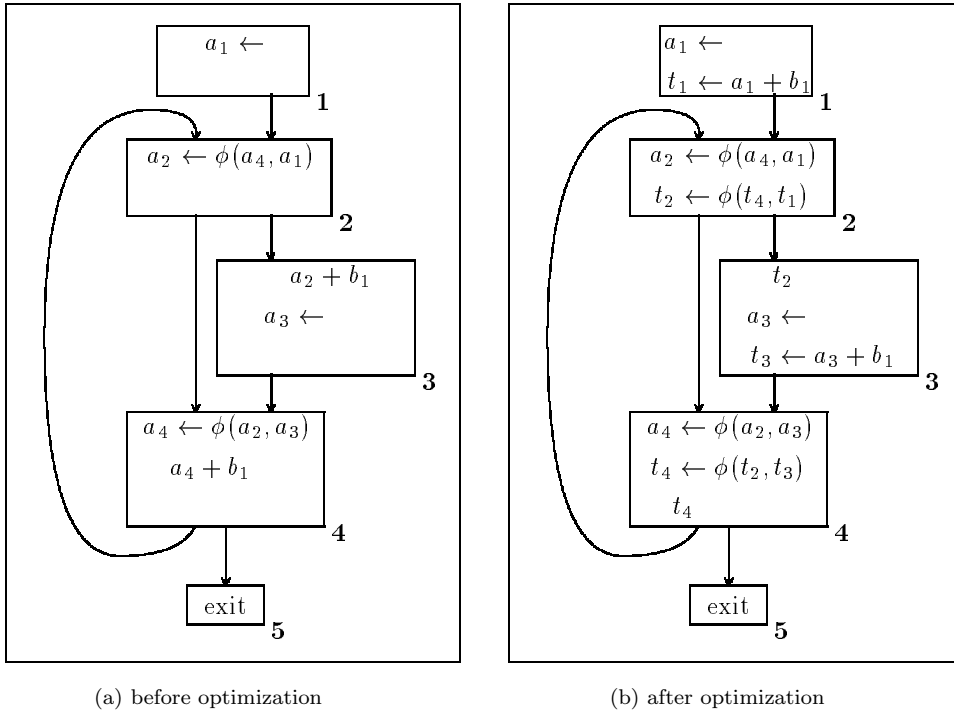 a₁ ←
1
a₂ ← ϕ(a₄, a₁)
2
a₂ + b₁
a₃ ←
3
a₄ ← ϕ(a₂, a₃)
a₄ + b₁
4
exit
5
(a) before optimization
a₁ ←
t₁ ← a₁ + b₁
1
a₂ ← ϕ(a₄, a₁)
t₂ ← ϕ(t₄, t₁)
2
t₂
a₃ ←
t₃ ← a₃ + b₁
3
a₄ ← ϕ(a₂, a₃)
t₄ ← ϕ(t₂, t₃)
t₄
4
exit
5
(b) after optimization